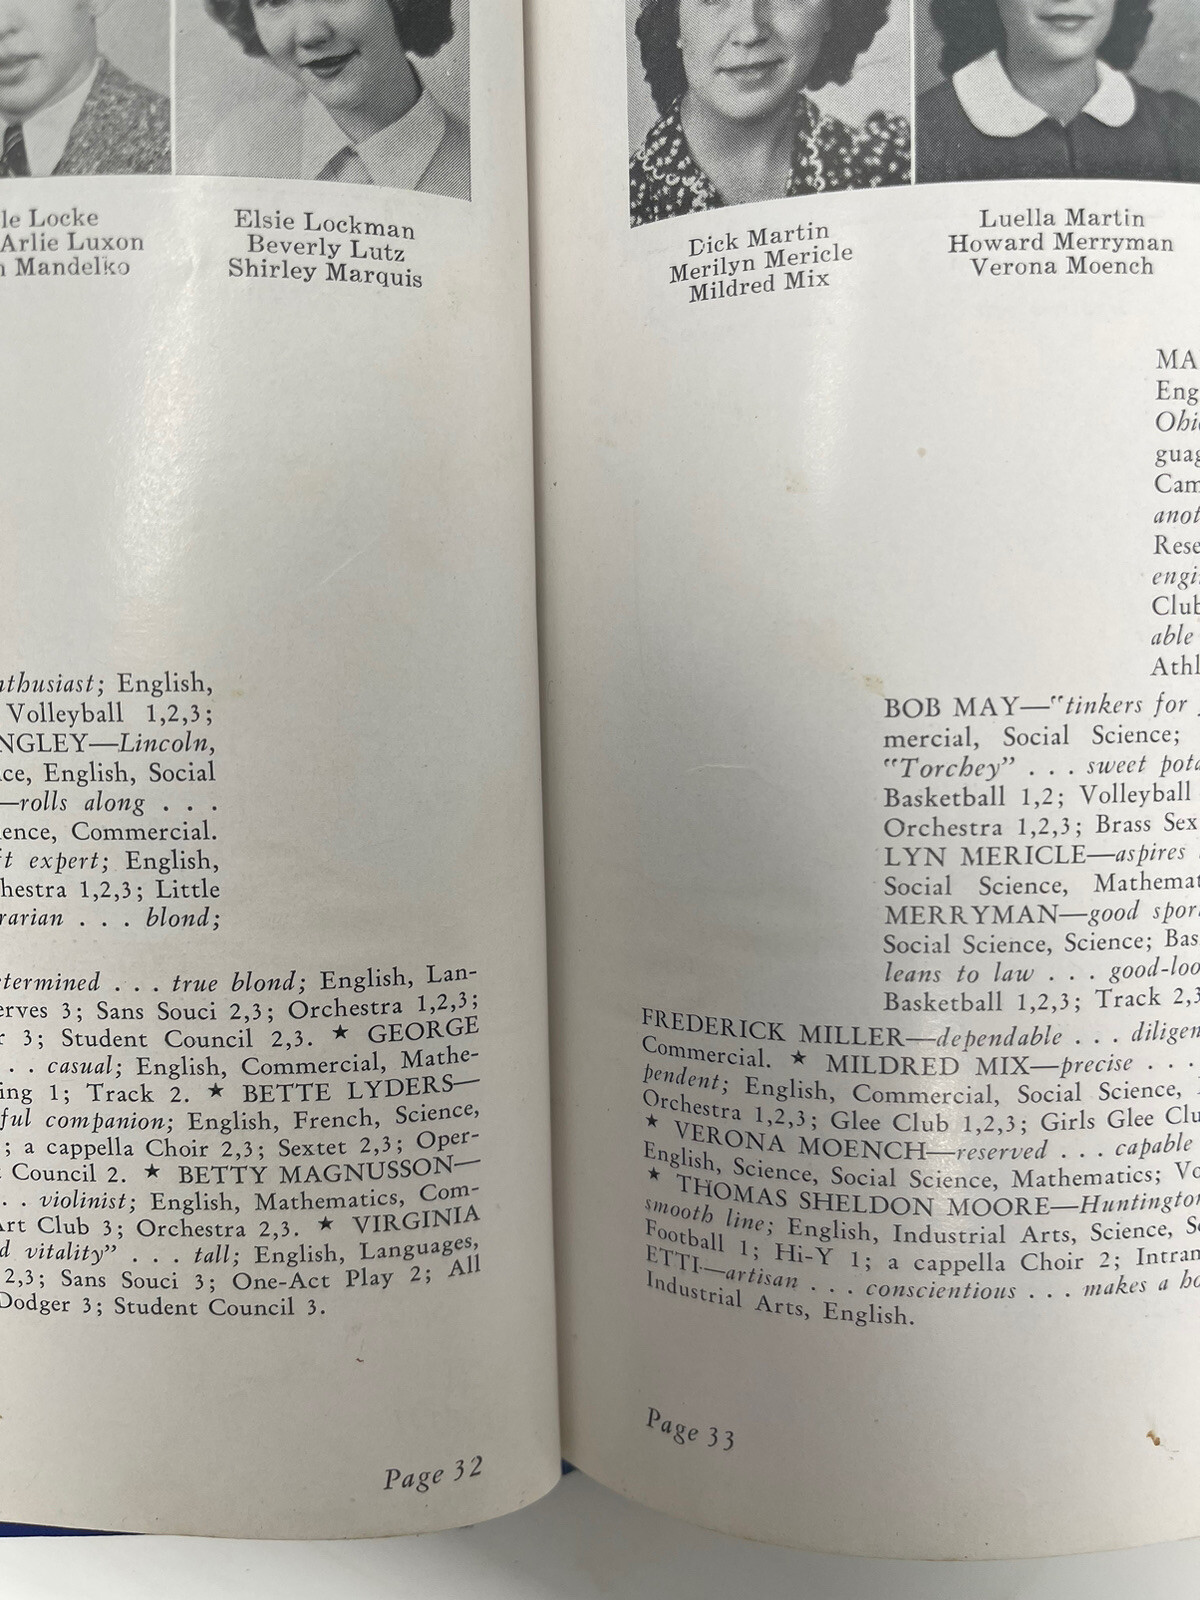 le Locke
Arlie Luxon
Mandelko
Elsie Lockman
Beverly Lutz
Shirley Marquis
nthusiast; English,
Volleyball 1,2,3;
NGLEY—Lincoln,
ce, English, Social
—rolls along . . .
ience, Commercial.
ft expert; English,
hestra 1,2,3; Little
rarian . . . blond;
termined . . . true blond; English, Lan-
erves 3; Sans Souci 2,3; Orchestra 1,2,3;
3; Student Council 2,3. ★ GEORGE
. . casual; English, Commercial, Mathe-
ing 1; Track 2. ★ BETTE LYDERS—
ful companion; English, French, Science,
; a cappella Choir 2,3; Sextet 2,3; Oper-
Council 2. ★ BETTY MAGNUSSON—
. . violinist; English, Mathematics, Com-
Art Club 3; Orchestra 2,3. ★ VIRGINIA
d vitality” . . . tall; English, Languages,
2,3; Sans Souci 3; One-Act Play 2; All
Dodger 3; Student Council 3.
Page 32
Dick Martin
Merilyn Mericle
Mildred Mix
Luella Martin
Howard Merryman
Verona Moench
MA
Eng
Ohio
guag
Cam
anot
Rese
engi
Club
able
Athl
BOB MAY—“tinkers for
mercial, Social Science;
“Torchey” . . . sweet pota
Basketball 1,2; Volleyball
Orchestra 1,2,3; Brass Sex
LYN MERICLE—aspires
Social Science, Mathemat
MERRYMAN—good spor
Social Science, Science; Bas
leans to law . . . good-loo
Basketball 1,2,3; Track 2,3
FREDERICK MILLER—dependable . . . diligen
Commercial. ★ MILDRED MIX—precise . . .
pendent; English, Commercial, Social Science,
Orchestra 1,2,3; Glee Club 1,2,3; Girls Glee Clu
★ VERONA MOENCH—reserved . . . capable
English, Science, Social Science, Mathematics; Vo
★ THOMAS SHELDON MOORE—Huntington
smooth line; English, Industrial Arts, Science, S
Football 1; Hi-Y 1; a cappella Choir 2; Intram
ETTI—artisan . . . conscientious . . . makes a ho
Industrial Arts, English.
Page 33